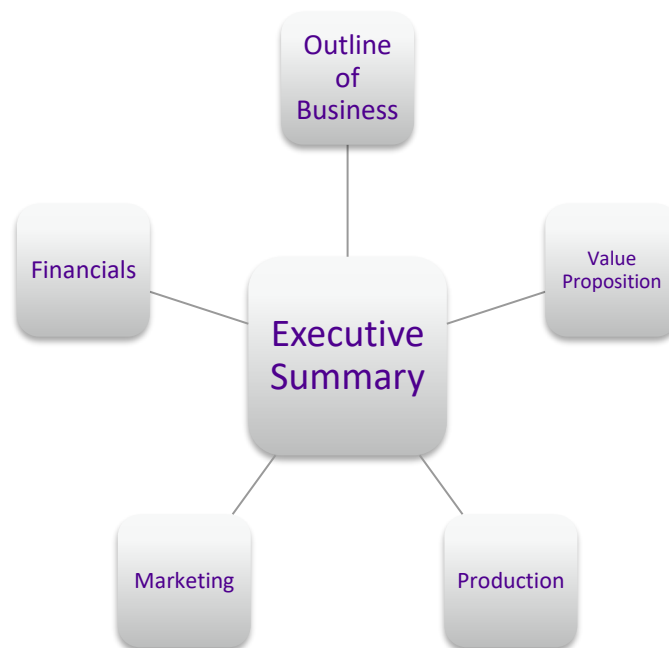 Outline
of
Business
Financials
Value
Proposition
Executive
Summary
Marketing
Production